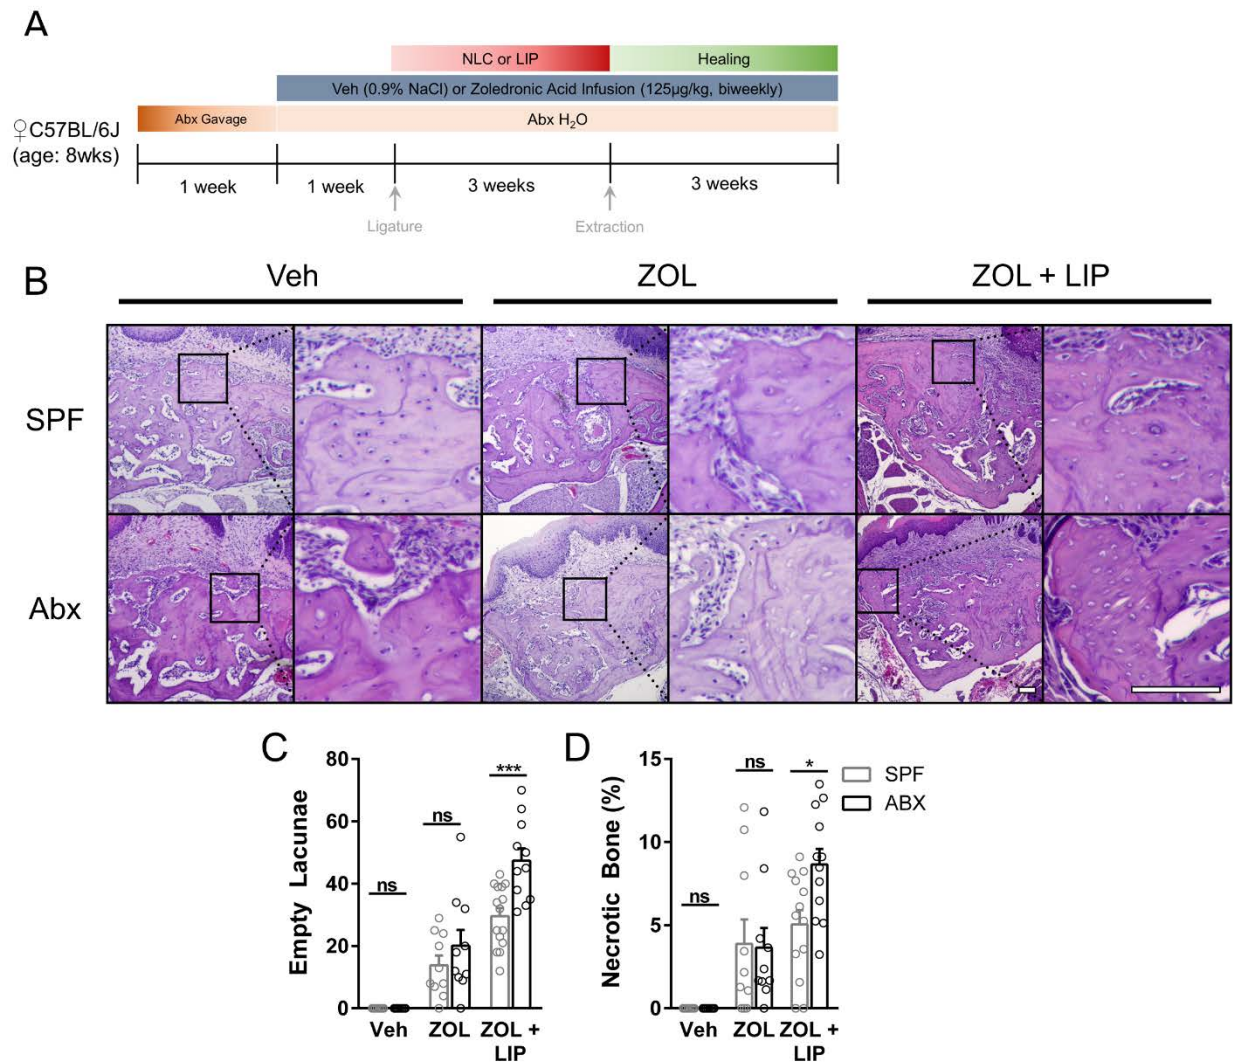 A
NLC or LIP
Healing
Veh (0.9% NaCl) or Zoledronic Acid Infusion (125µg/kg, biweekly)
Abx Gavage
Abx H₂O
♀C57BL/6J
(age: 8wks)
1 week
1 week
3 weeks
3 weeks
Ligature
Extraction
B
Veh
ZOL
ZOL + LIP
SPF
Abx
C
Empty Lacunae
80
60
40
20
0
ns
ns
***
Veh
ZOL
ZOL +
LIP
D
Necrotic Bone (%)
15
10
5
0
ns
ns
*
Veh
ZOL
ZOL +
LIP
SPF
ABX